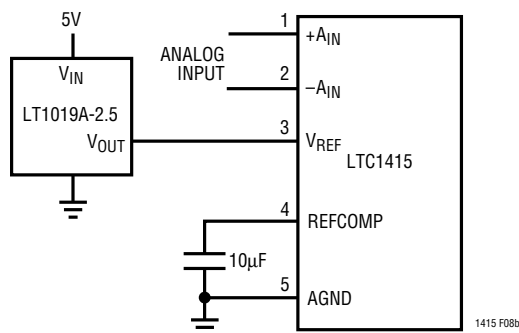 5V
VIN
LT1019A-2.5
VOUT
ANALOG
INPUT
1
+AIN
2
−AIN
3
VREF
LTC1415
4
REFCOMP
10µF
5
AGND
1415 F08b